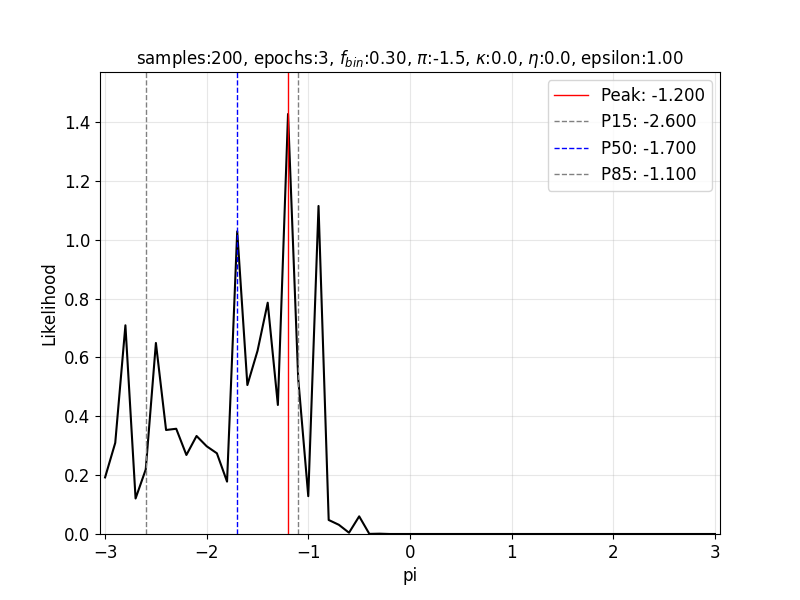 samples:200, epochs:3, f_bin:0.30, π:-1.5, κ:0.0, η:0.0, epsilon:1.00
Peak: -1.200
P15: -2.600
P50: -1.700
P85: -1.100
Likelihood
1.4
1.2
1.0
0.8
0.6
0.4
0.2
0.0
−3 −2 −1 0 1 2 3
pi